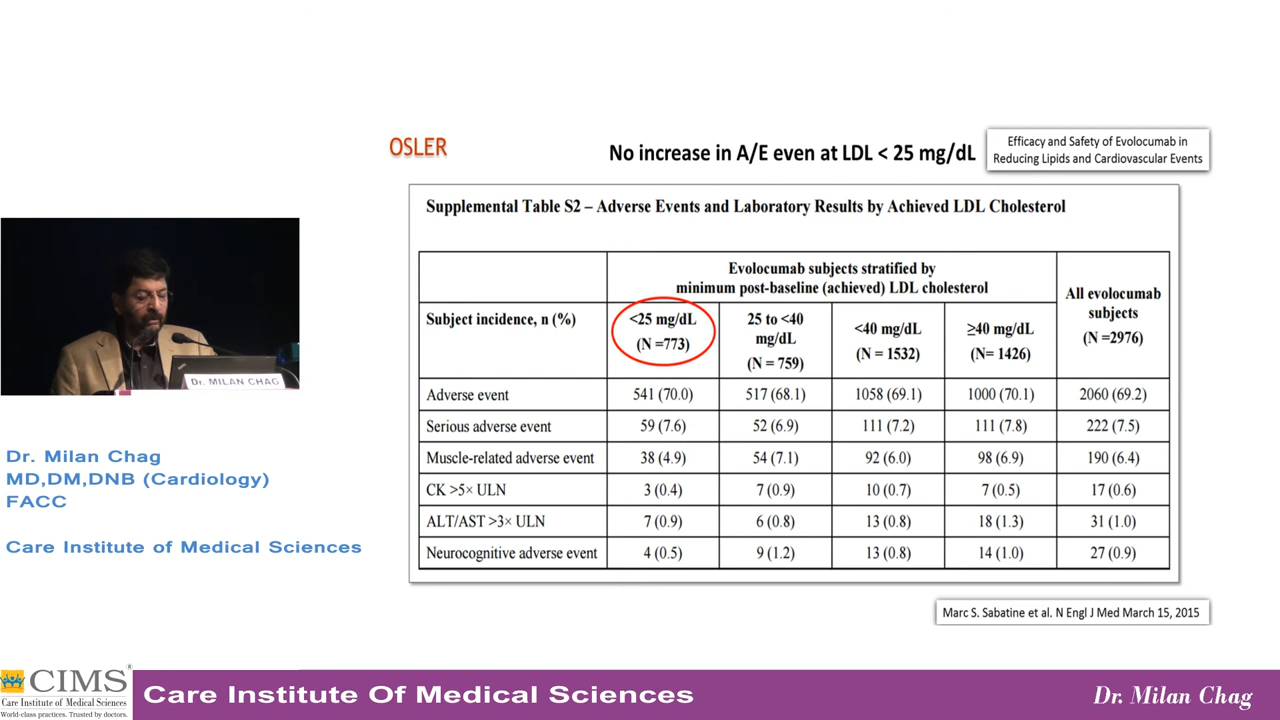 OSLER
No increase in A/E even at LDL < 25 mg/dL
Efficacy and Safety of Evolocumab in
Reducing Lipids and Cardiovascular Events
Supplemental Table S2 – Adverse Events and Laboratory Results by Achieved LDL Cholesterol
Evolocumab subjects stratified by
minimum post-baseline (achieved) LDL cholesterol
All evolocumab
subjects
(N =2976)
Subject incidence, n (%)
<25 mg/dL
(N =773)
25 to <40
mg/dL
(N = 759)
<40 mg/dL
(N = 1532)
≥40 mg/dL
(N= 1426)
Adverse event 541 (70.0) 517 (68.1) 1058 (69.1) 1000 (70.1) 2060 (69.2)
Serious adverse event 59 (7.6) 52 (6.9) 111 (7.2) 111 (7.8) 222 (7.5)
Muscle-related adverse event 38 (4.9) 54 (7.1) 92 (6.0) 98 (6.9) 190 (6.4)
CK >5× ULN 3 (0.4) 7 (0.9) 10 (0.7) 7 (0.5) 17 (0.6)
ALT/AST >3× ULN 7 (0.9) 6 (0.8) 13 (0.8) 18 (1.3) 31 (1.0)
Neurocognitive adverse event 4 (0.5) 9 (1.2) 13 (0.8) 14 (1.0) 27 (0.9)
Marc S. Sabatine et al. N Engl J Med March 15, 2015
Dr. MILAN CHAG
Dr. Milan Chag
MD,DM,DNB (Cardiology)
FACC
Care Institute of Medical Sciences
CIMS®
Care Institute of Medical Sciences
World-class practices. Trusted by doctors.
Care Institute Of Medical Sciences
Dr. Milan Chag